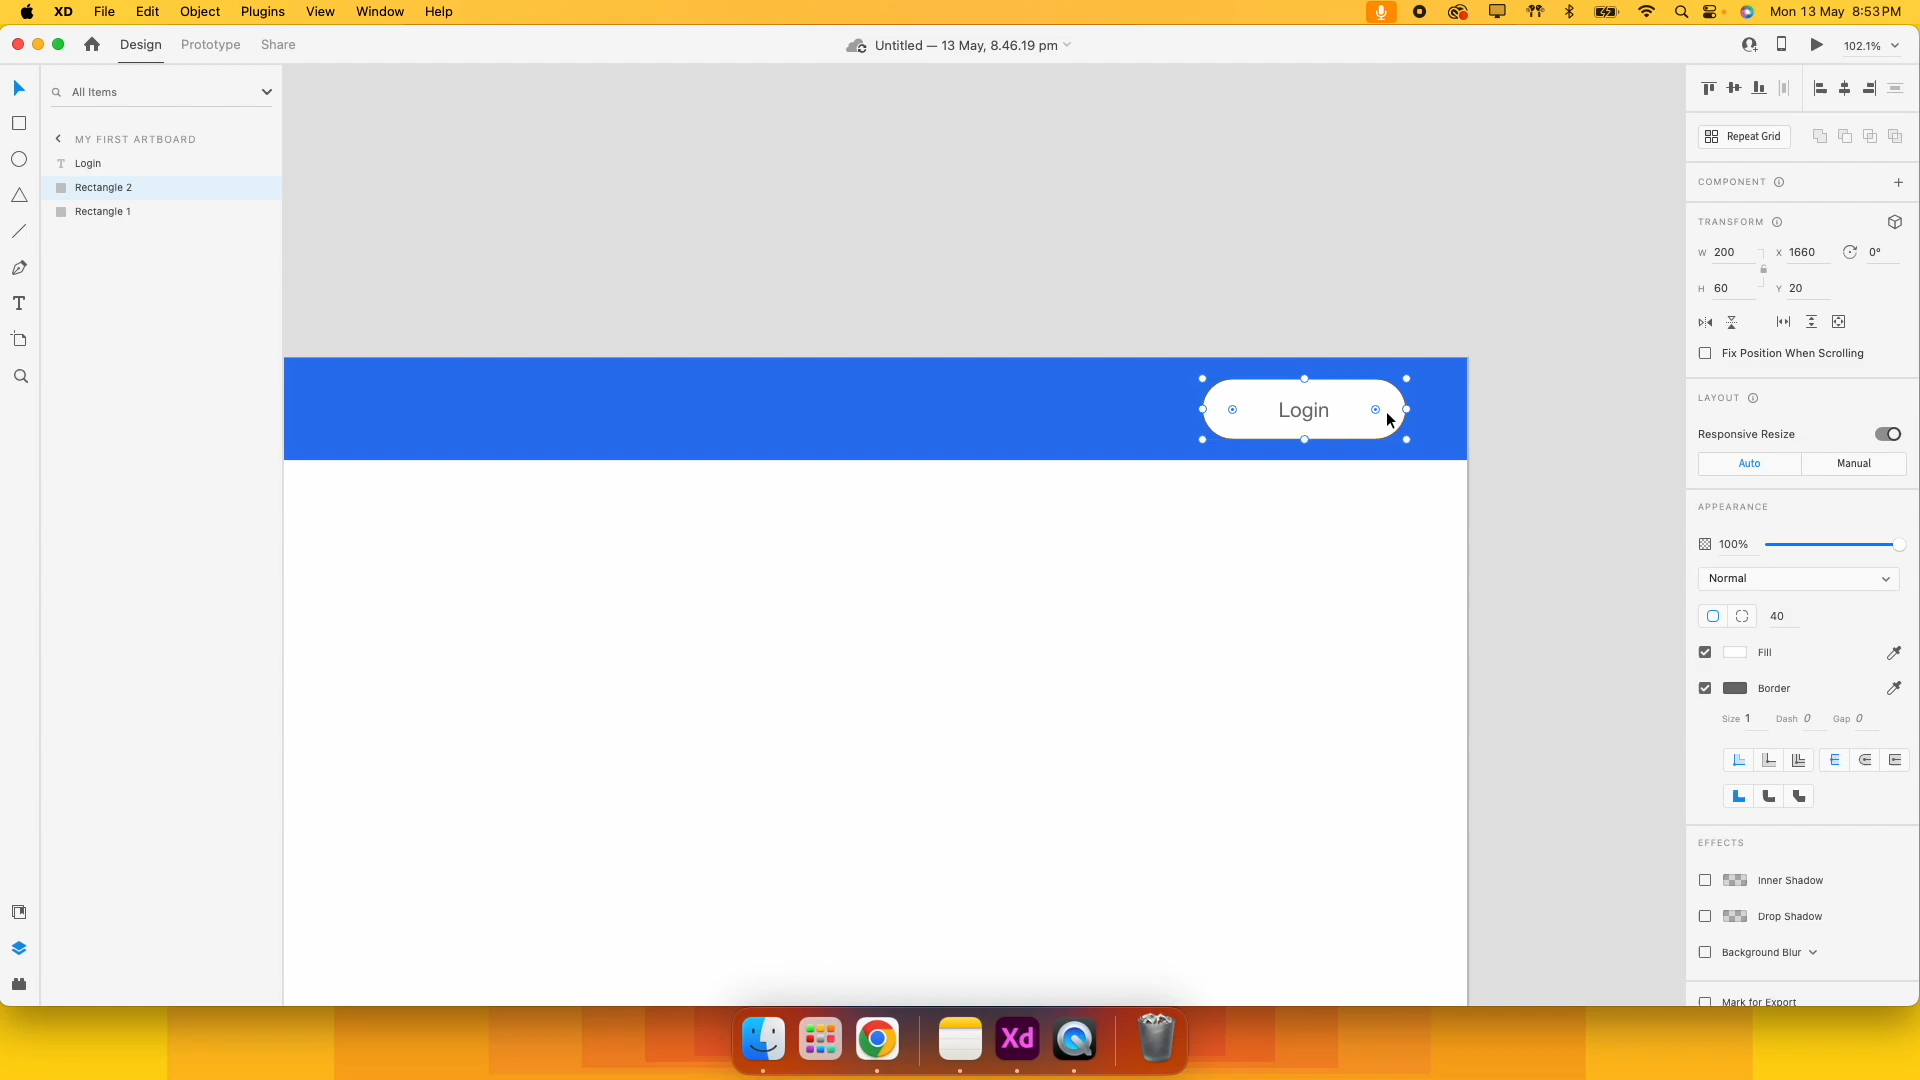 XD File Edit Object Plugins View Window Help Mon 13 May 8:53 PM
Design Prototype Share Untitled — 13 May, 8.46.19 pm 102.1%
All Items
MY FIRST ARTBOARD
T Login
Rectangle 2
Rectangle 1
T
Login
Repeat Grid
COMPONENT
TRANSFORM
W 200 X 1660 0°
H 60 Y 20
Fix Position When Scrolling
LAYOUT
Responsive Resize
Auto Manual
APPEARANCE
100%
Normal
40
Fill
Border
Size 1 Dash 0 Gap 0
EFFECTS
Inner Shadow
Drop Shadow
Background Blur
Mark for Export
Xd